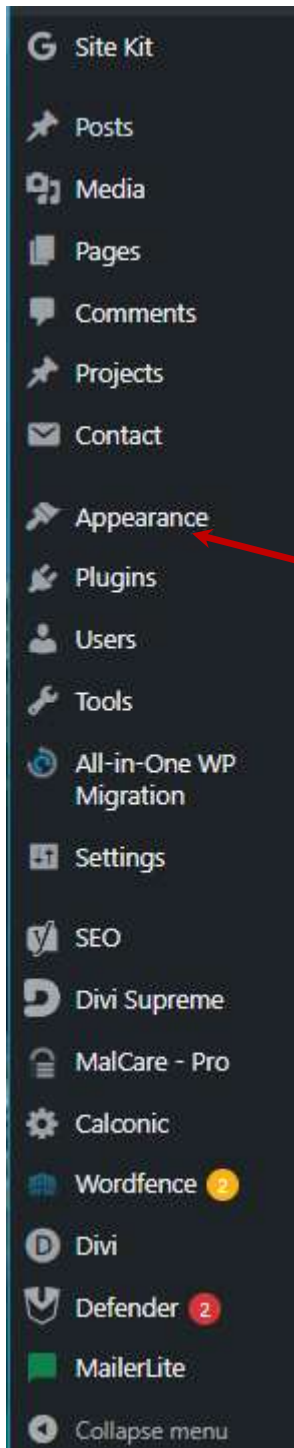 Site Kit
Posts
Media
Pages
Comments
Projects
Contact
Appearance
Plugins
Users
Tools
All-in-One WP
Migration
Settings
SEO
Divi Supreme
MalCare - Pro
Calconic
Wordfence 2
Divi
Defender 2
MailerLite
Collapse menu